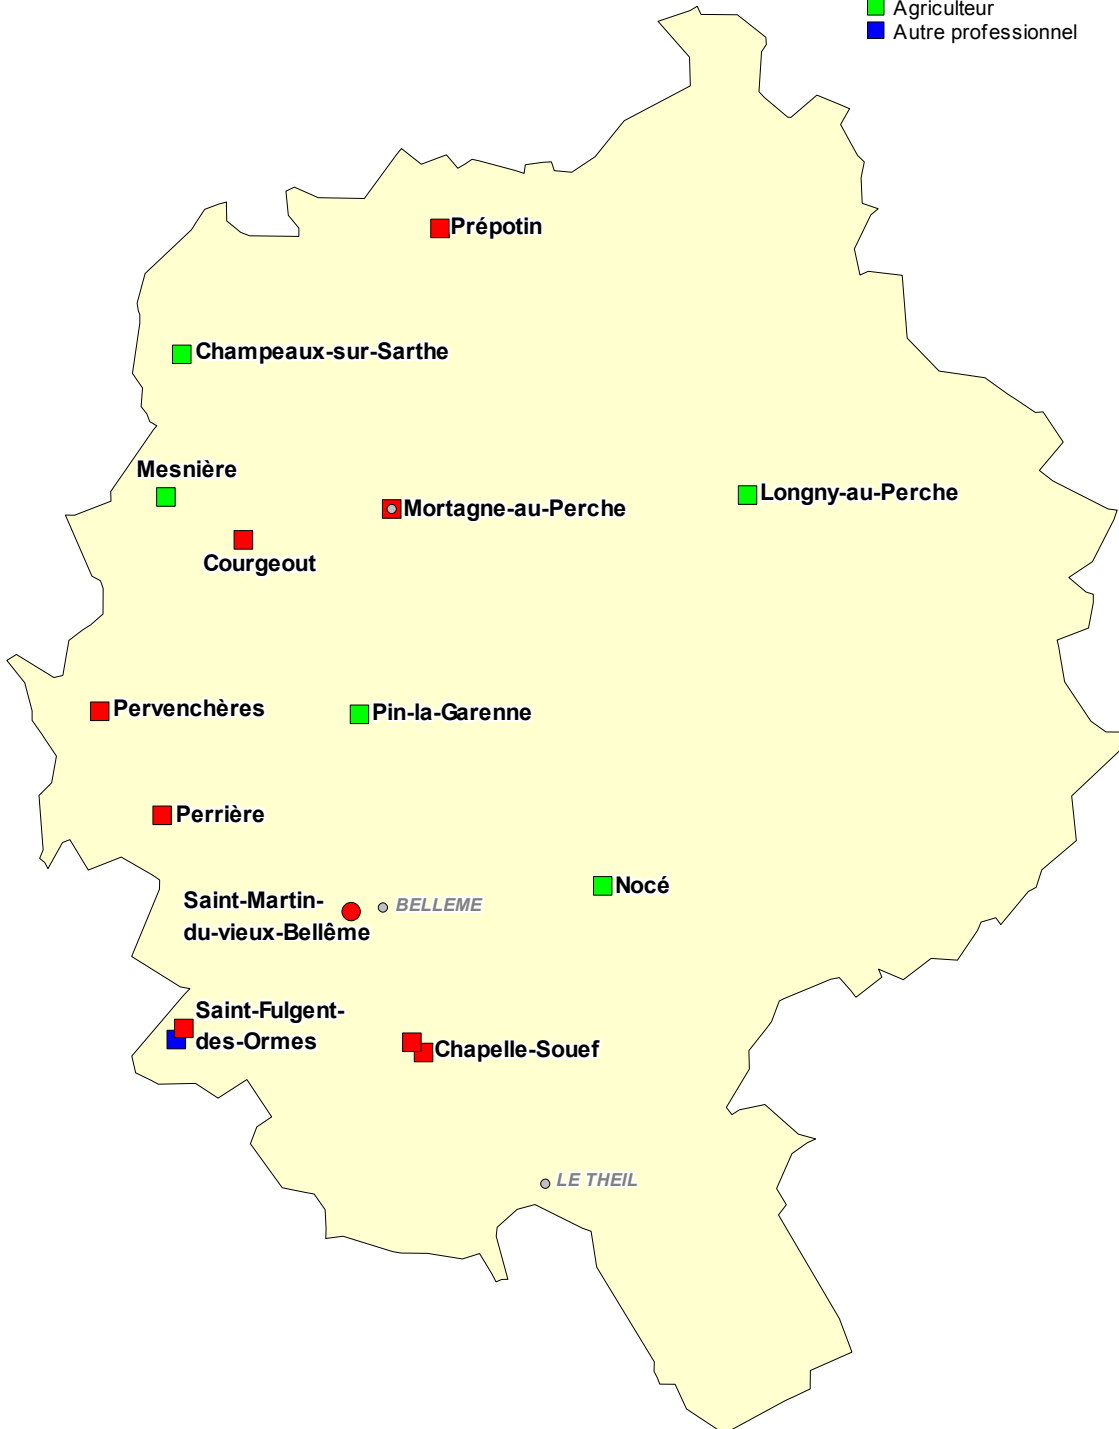 Agriculteur
Autre professionnel
Prépotin
Champeaux-sur-Sarthe
Mesnière
Longny-au-Perche
Mortagne-au-Perche
Courgeout
Pervenchères
Pin-la-Garenne
Perrière
Nocé
Saint-Martin-
du-vieux-Bellême
BELLEME
Saint-Fulgent-
des-Ormes
Chapelle-Souef
LE THEIL